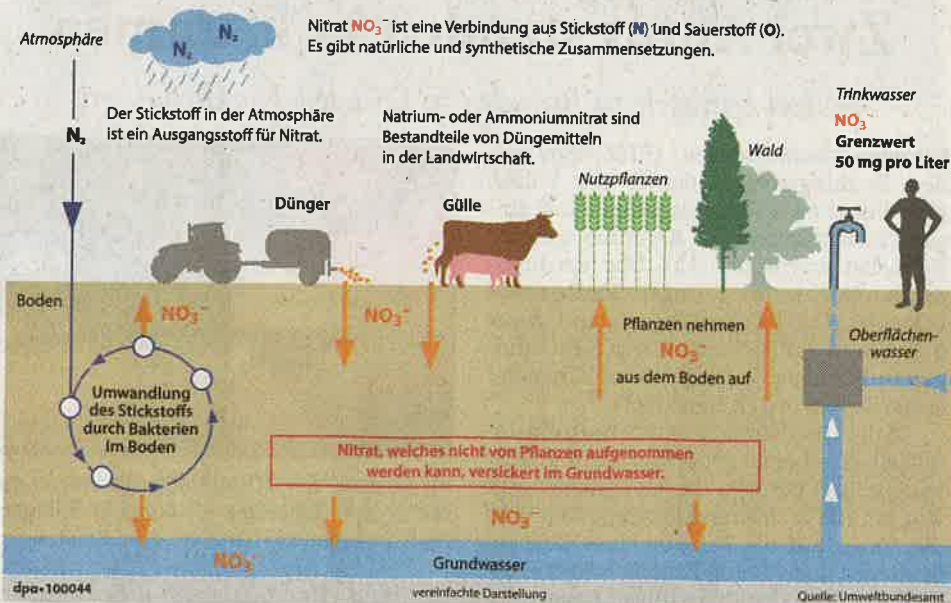 Atmosphäre
N₂
N₂
Nitrat NO₃⁻ ist eine Verbindung aus Stickstoff (N) und Sauerstoff (O).
Es gibt natürliche und synthetische Zusammensetzungen.
N₂
Der Stickstoff in der Atmosphäre
ist ein Ausgangsstoff für Nitrat.
Natrium- oder Ammoniumnitrat sind
Bestandteile von Düngemitteln
in der Landwirtschaft.
Trinkwasser
NO₃⁻
Grenzwert
50 mg pro Liter
Dünger
Gülle
Nutzpflanzen
Wald
Boden
NO₃⁻
NO₃⁻
Pflanzen nehmen
NO₃⁻
aus dem Boden auf
Oberflächen-
wasser
Umwandlung
des Stickstoffs
durch Bakterien
im Boden
Nitrat, welches nicht von Pflanzen aufgenommen
werden kann, versickert im Grundwasser.
NO₃⁻
NO₃⁻
Grundwasser
dpa•100044
vereinfachte Darstellung
Quelle: Umweltbundesamt